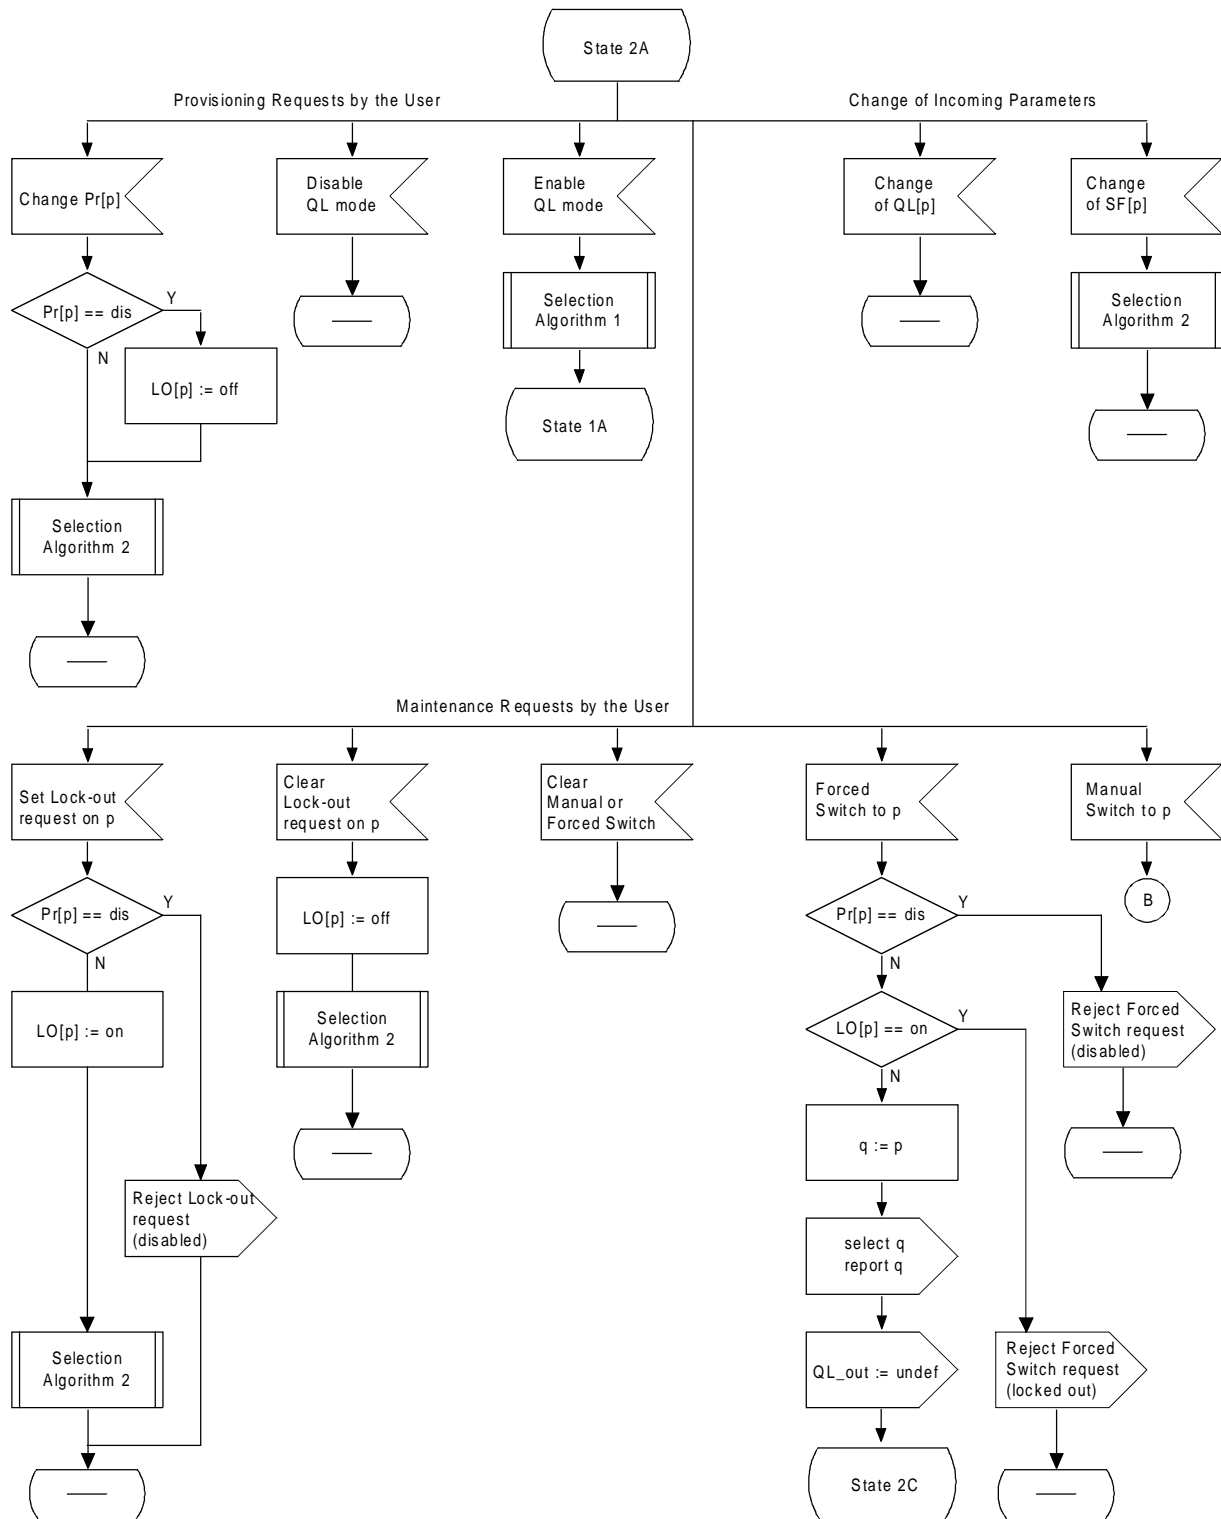 State 2A
Provisioning Requests by the User
Change of Incoming Parameters
Change Pr[p]
Disable
QL mode
Enable
QL mode
Change
of QL[p]
Change
of SF[p]
Pr[p] == dis
Y
N
LO[p] := off
Selection
Algorithm 1
Selection
Algorithm 2
State 1A
Selection
Algorithm 2
Maintenance Requests by the User
Set Lock-out
request on p
Clear
Lock-out
request on p
Clear
Manual or
Forced Switch
Forced
Switch to p
Manual
Switch to p
Pr[p] == dis
Y
N
LO[p] := off
Pr[p] == dis
Y
N
B
LO[p] := on
Selection
Algorithm 2
LO[p] == on
Y
N
Reject Forced
Switch request
(disabled)
q := p
Reject Lock-out
request
(disabled)
select q
report q
Selection
Algorithm 2
QL_out := undef
Reject Forced
Switch request
(locked out)
State 2C